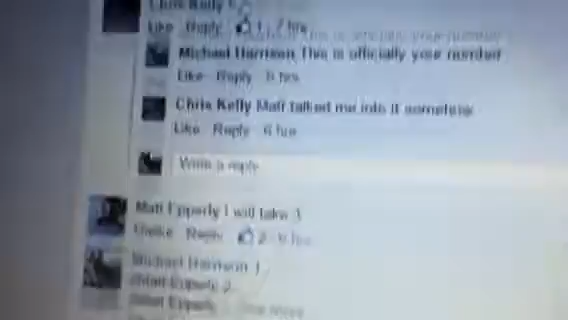 Chris Kelly
Like Reply 1 7 hrs
Michael Harrison This is officially your number
Like Reply 6 hrs
Chris Kelly Matt talked me into it somehow
Like Reply 6 hrs
Write a reply
Matt Epperly I will take 3
Unlike Reply 2 6 hrs
Michael Harrison 1
Matt Epperly 2
Matt Epperly